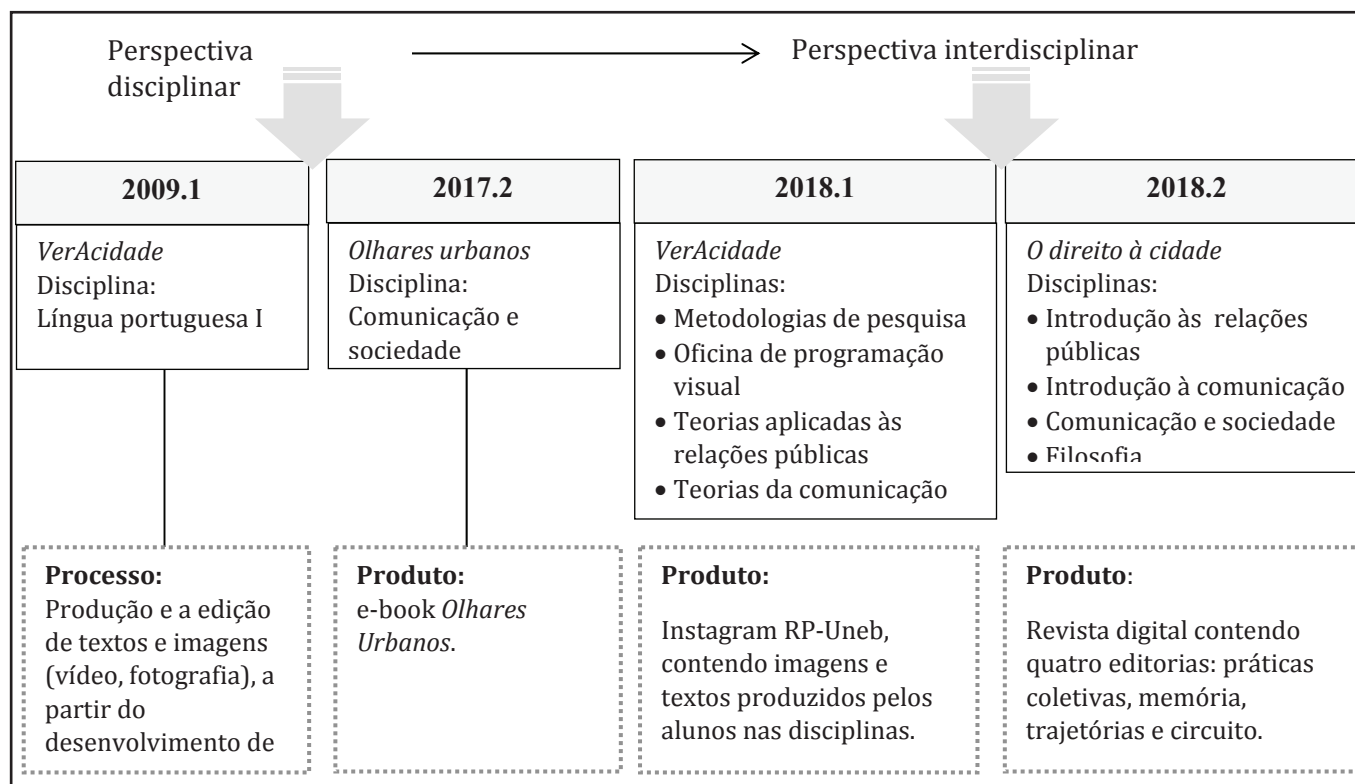 Perspectiva
disciplinar
Perspectiva interdisciplinar
2009.1
VerAcidade
Disciplina:
Língua portuguesa I
2017.2
Olhares urbanos
Disciplina:
Comunicação e
sociedade
2018.1
VerAcidade
Disciplinas:
• Metodologias de pesquisa
• Oficina de programação
visual
• Teorias aplicadas às
relações públicas
• Teorias da comunicação
2018.2
O direito à cidade
Disciplinas:
• Introdução às relações
públicas
• Introdução à comunicação
• Comunicação e sociedade
• Filosofia
Processo:
Produção e a edição
de textos e imagens
(vídeo, fotografia), a
partir do
desenvolvimento de
Produto:
e-book Olhares
Urbanos.
Produto:
Instagram RP-Uneb,
contendo imagens e
textos produzidos pelos
alunos nas disciplinas.
Produto:
Revista digital contendo
quatro editorias: práticas
coletivas, memória,
trajetórias e circuito.